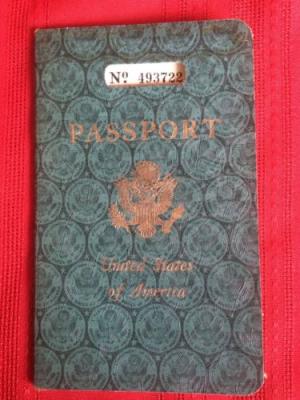 Nº 493722
PASSPORT
United States
of America